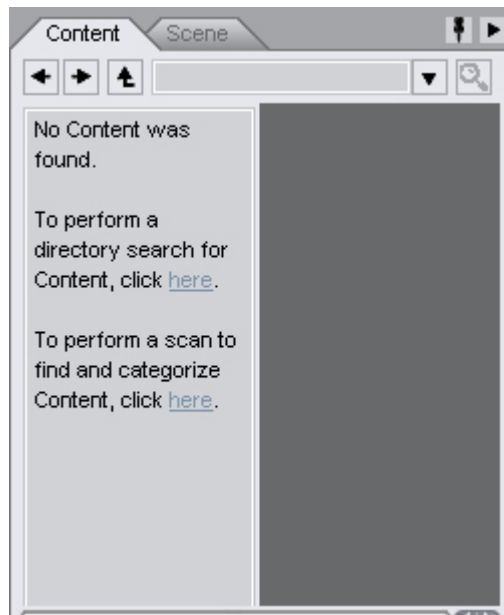 Content
Scene
No Content was
found.
To perform a
directory search for
Content, click here.
To perform a scan to
find and categorize
Content, click here.